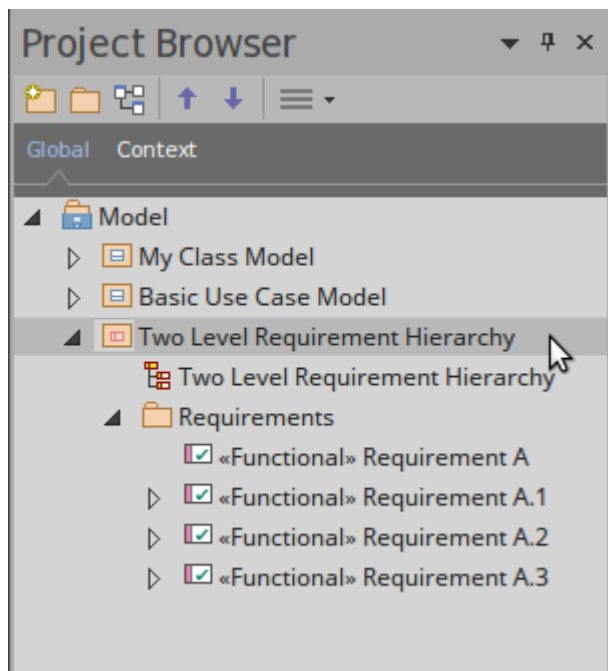 Project Browser
Global Context
Model
My Class Model
Basic Use Case Model
Two Level Requirement Hierarchy
Two Level Requirement Hierarchy
Requirements
«Functional» Requirement A
«Functional» Requirement A.1
«Functional» Requirement A.2
«Functional» Requirement A.3